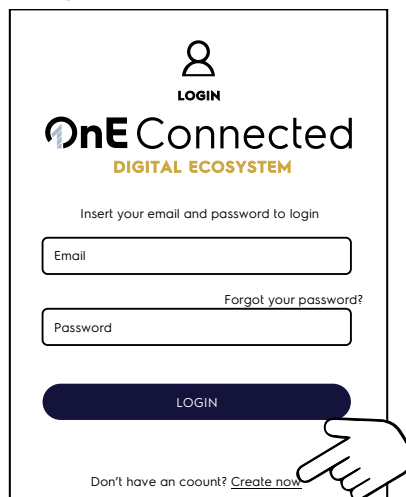 LOGIN
OnE Connected
DIGITAL ECOSYSTEM
Insert your email and password to login
Email
Forgot your password?
Password
LOGIN
Don't have an coount? Create now